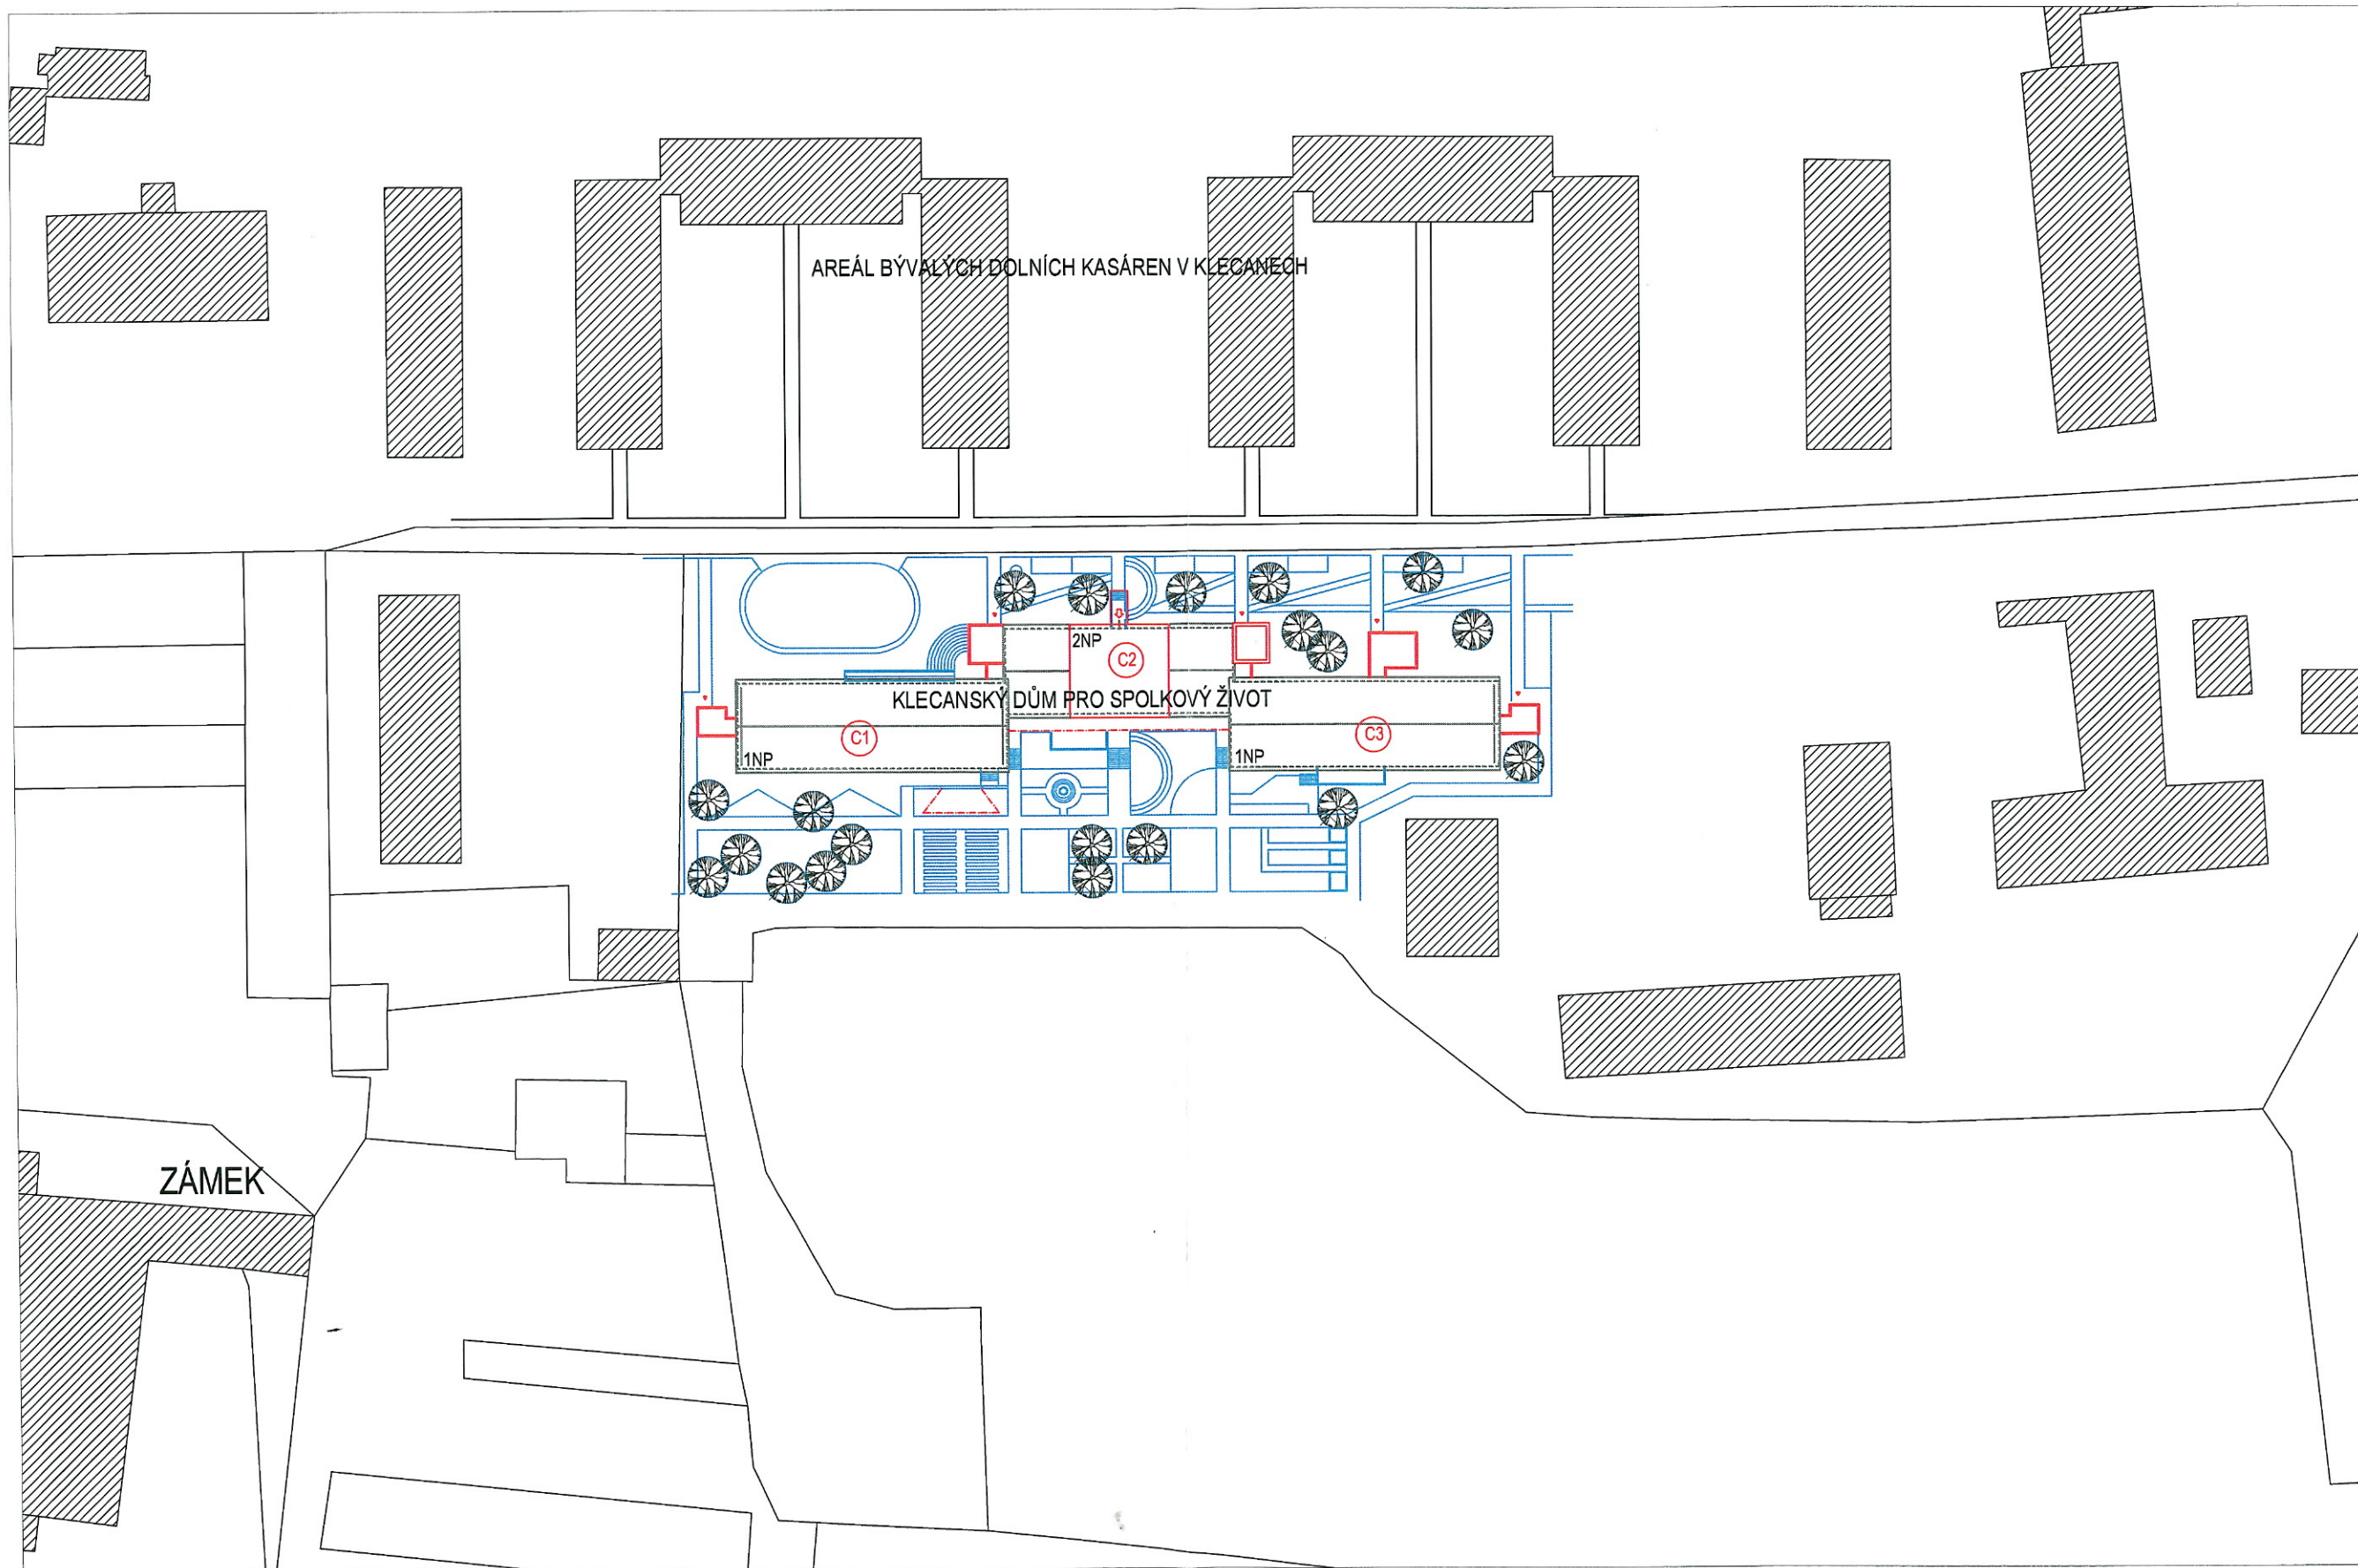 AREÁL BÝVALÝCH DOLNÍCH KASÁREN V KLECANECH
2NP
C2
KLECANSKÝ DŮM PRO SPOLKOVÝ ŽIVOT
C1
C3
1NP
1NP
ZÁMEK